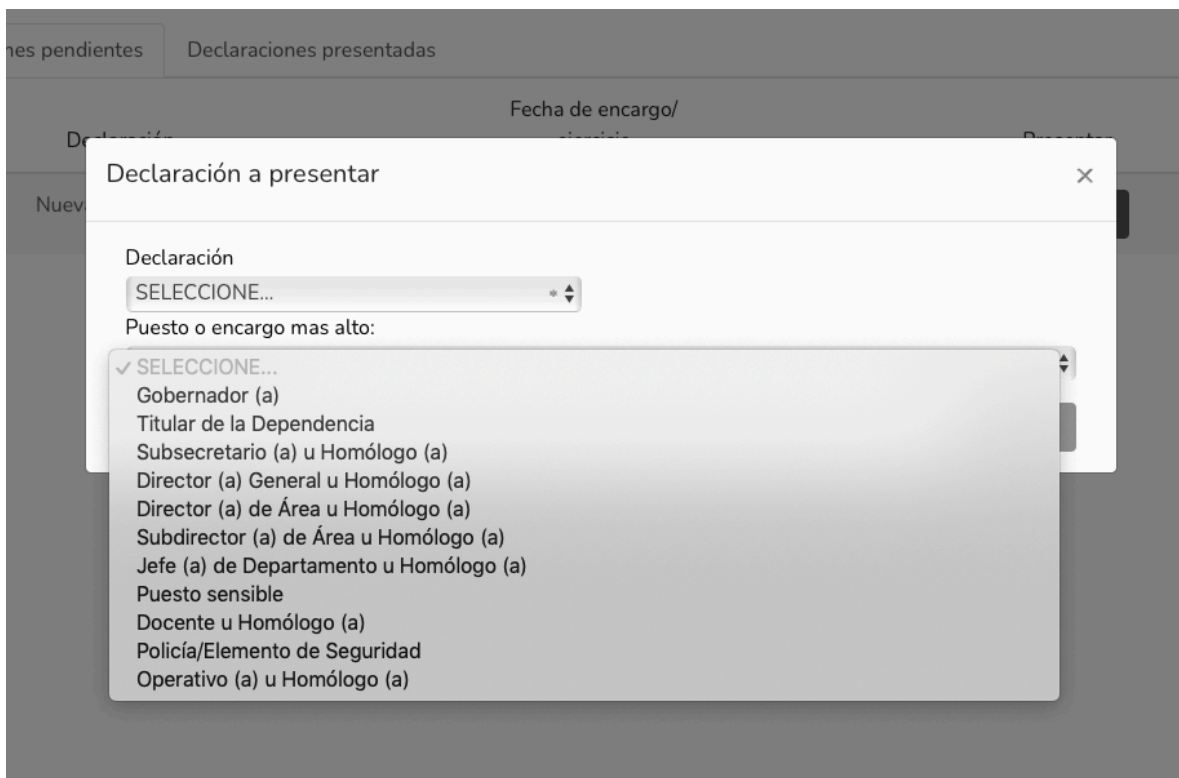 nes pendientes
Declaraciones presentadas
Fecha de encargo/
Declaración a presentar
×
Declaración
SELECCIONE...
Puesto o encargo mas alto:
✓ SELECCIONE...
Gobernador (a)
Titular de la Dependencia
Subsecretario (a) u Homólogo (a)
Director (a) General u Homólogo (a)
Director (a) de Área u Homólogo (a)
Subdirector (a) de Área u Homólogo (a)
Jefe (a) de Departamento u Homólogo (a)
Puesto sensible
Docente u Homólogo (a)
Policía/Elemento de Seguridad
Operativo (a) u Homólogo (a)